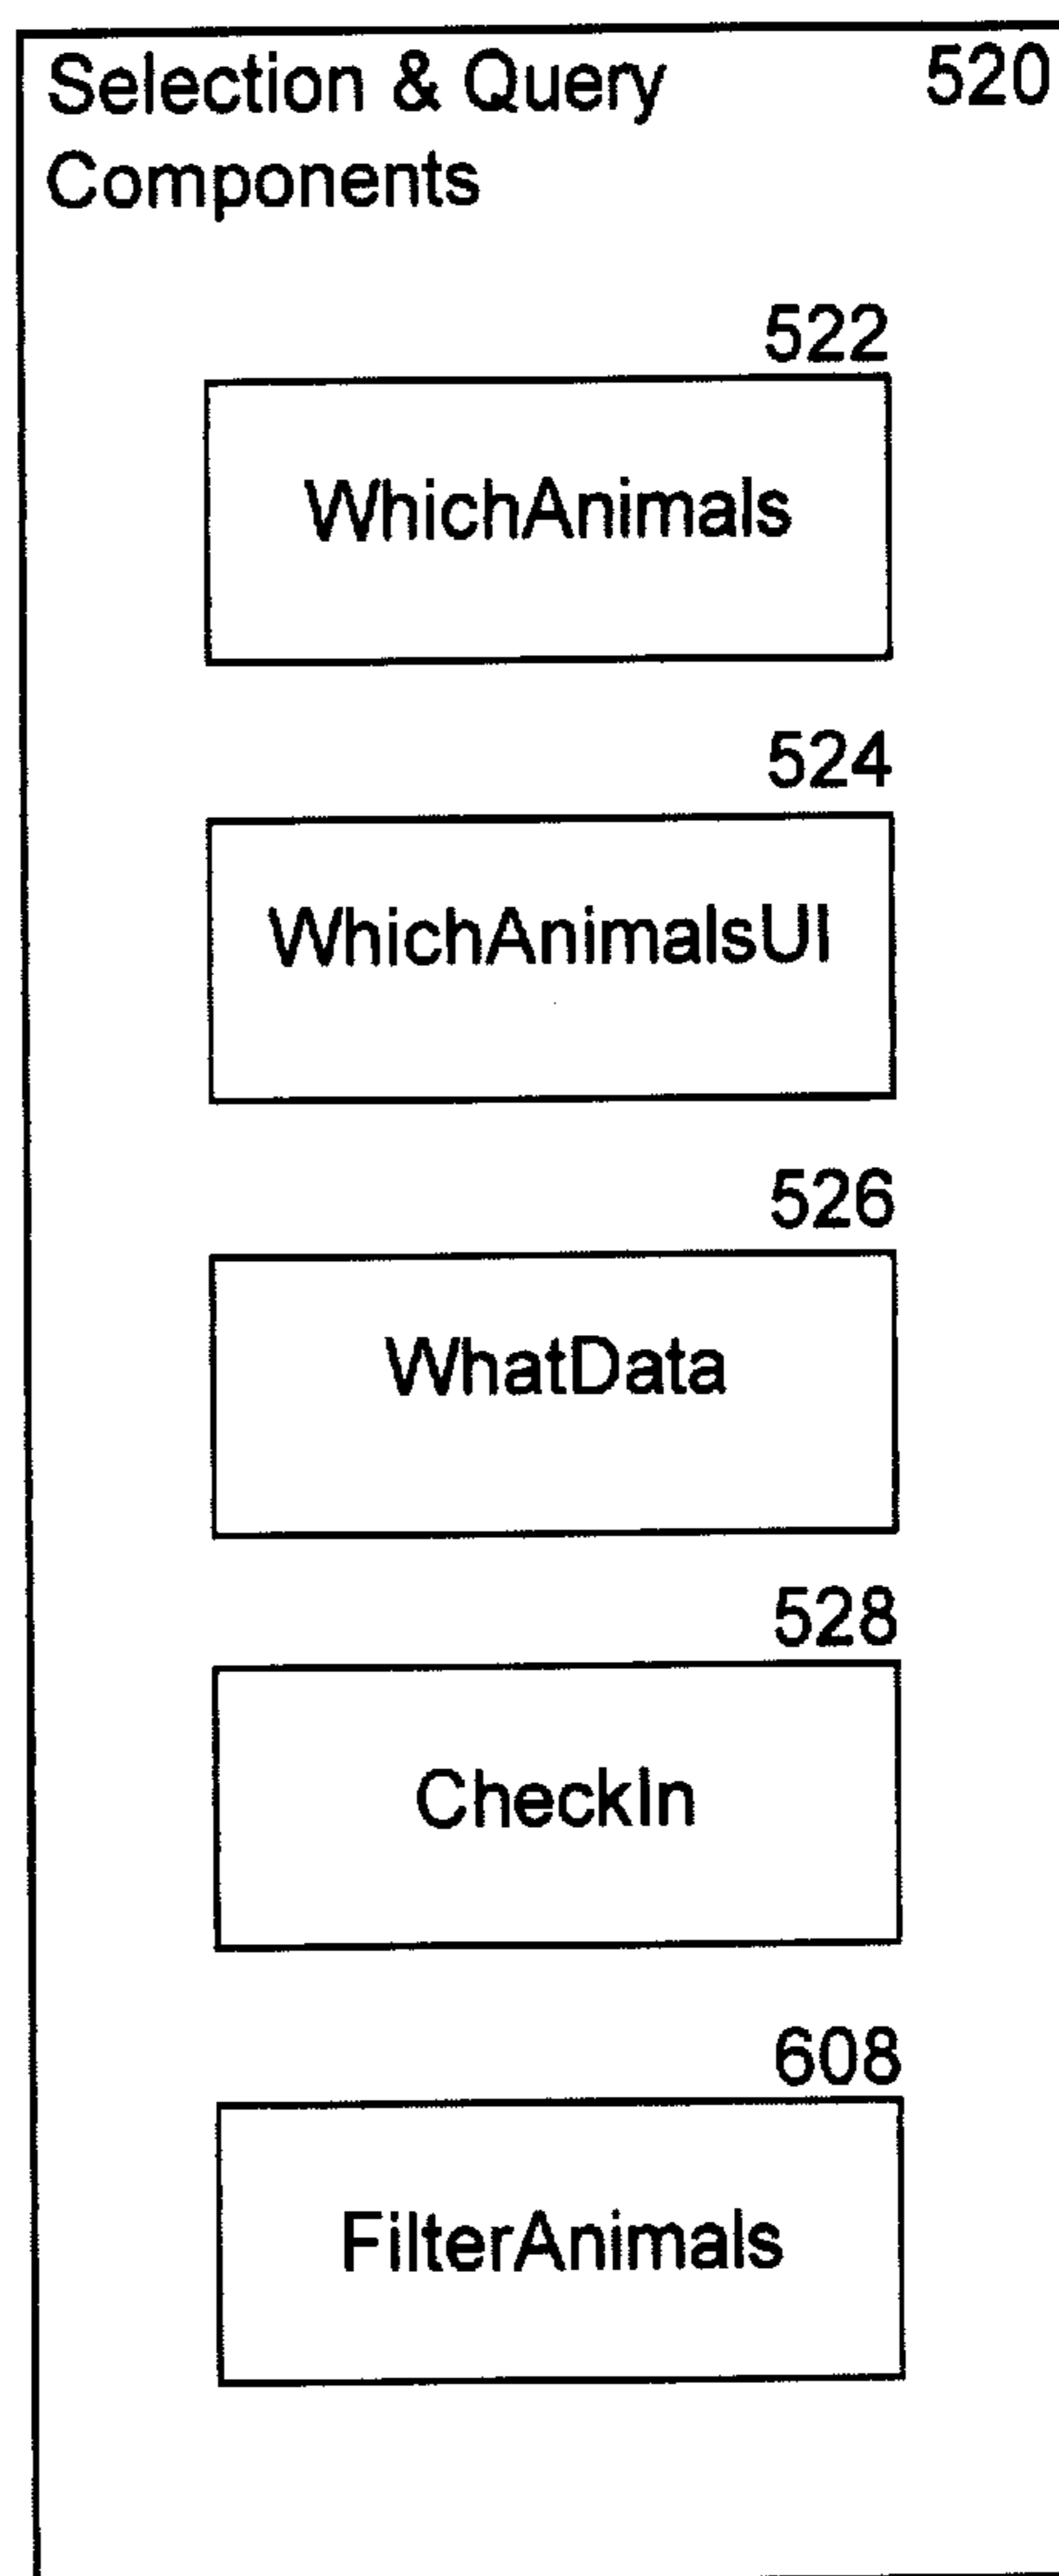 Selection & Query 520
Components
522
WhichAnimals
524
WhichAnimalsUI
526
WhatData
528
CheckIn
608
FilterAnimals